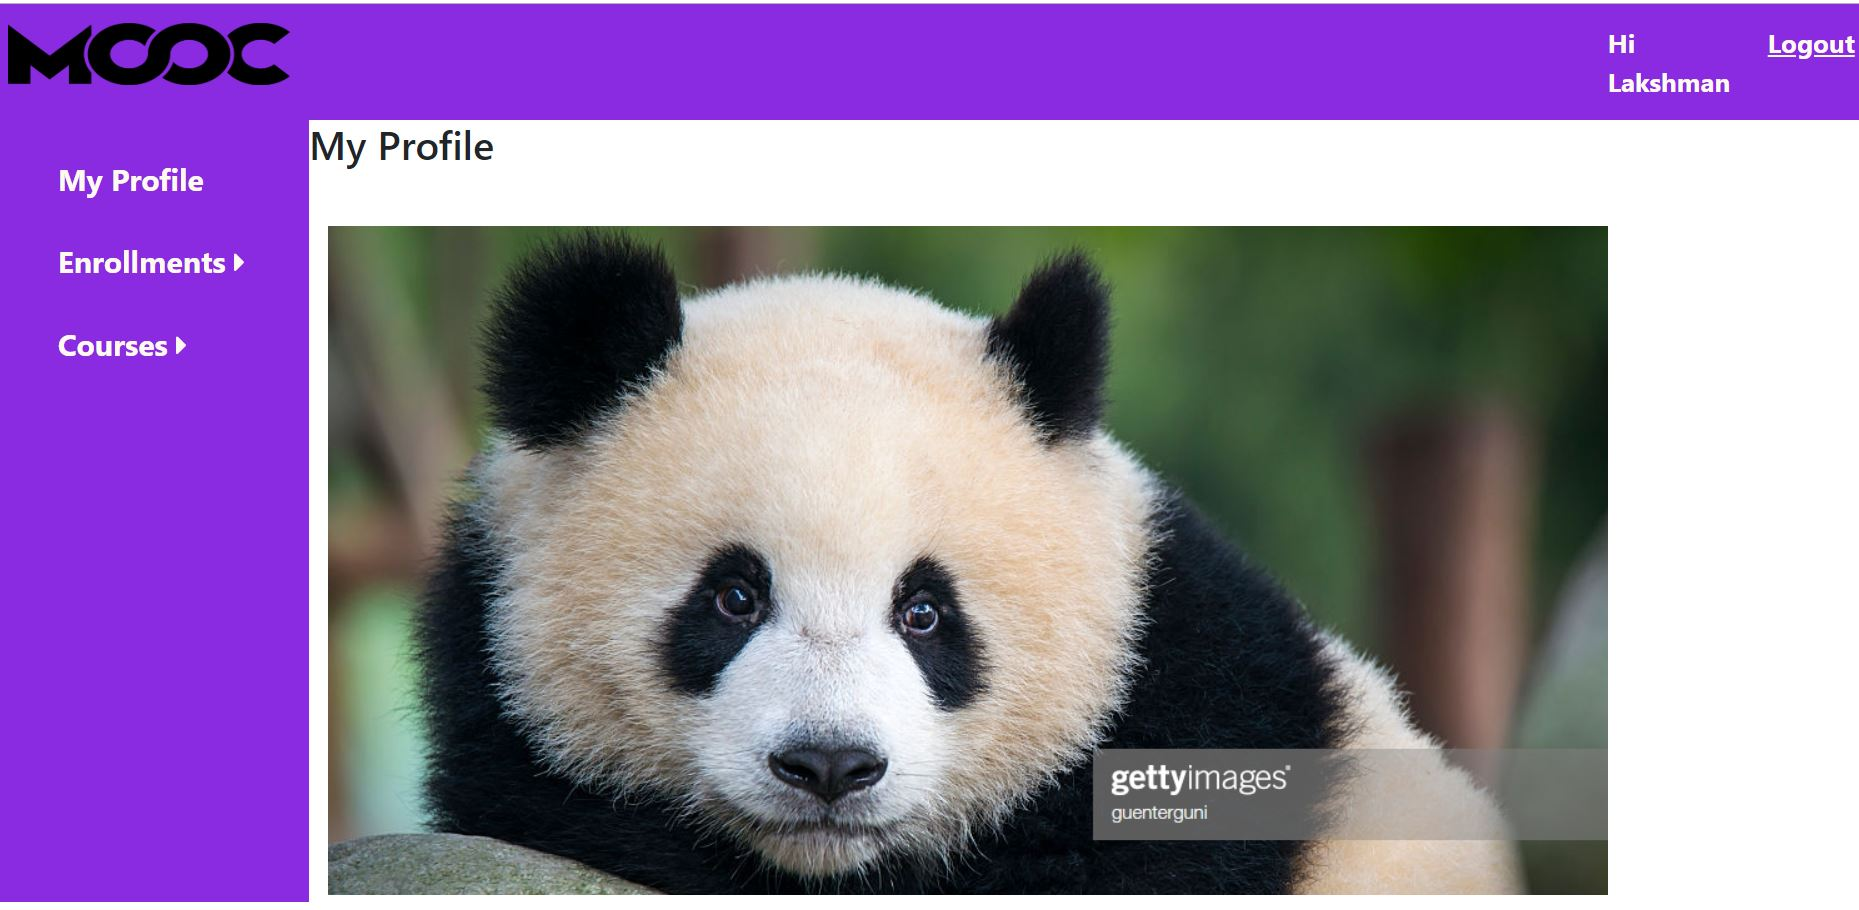 MOOC
Hi
Lakshman
Logout
My Profile
My Profile
Enrollments
Courses
gettyimages®
guenterguni